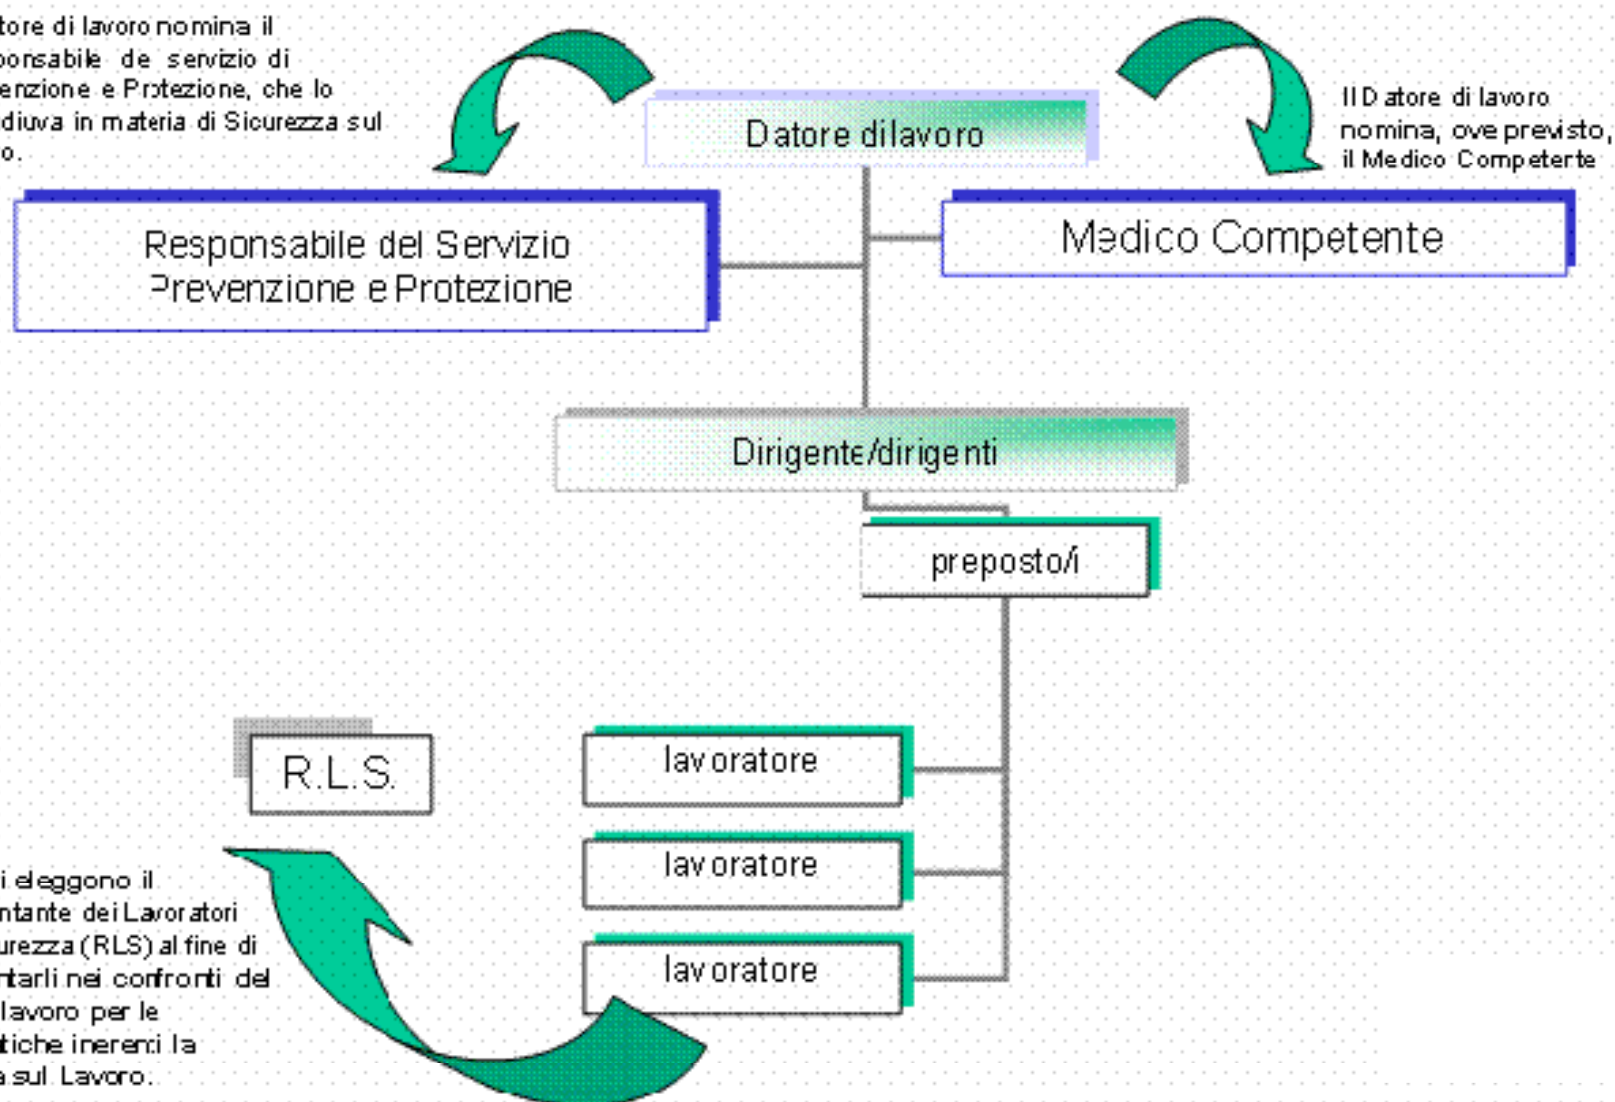 tore di lavoro nomina il
ponsabile de servizio di
enzione e Protezione, che lo
diuva in materia di Sicurezza sul
o.
Datore di lavoro
Il Datore di lavoro
nomina, ove previsto,
il Medico Competente
Responsabile del Servizio
Prevenzione e Protezione
Medico Competente
Dirigente/dirigenti
preposto/i
R.L.S.
lavoratore
lavoratore
lavoratore
i eleggono il
ntante dei Lavoratori
urezza (RLS) al fine di
ntarli nei confronti del
lavoro per le
tiche inerenti la
a sul Lavoro.